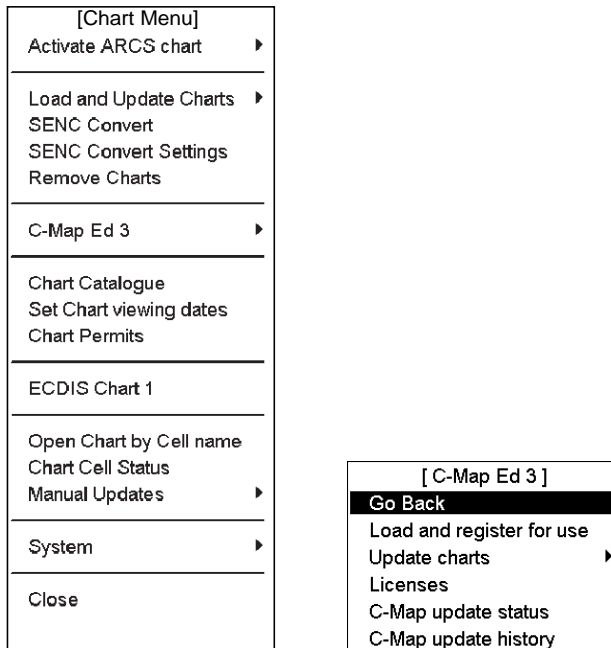 [Chart Menu]
Activate ARCS chart
Load and Update Charts
SENC Convert
SENC Convert Settings
Remove Charts
C-Map Ed 3
Chart Catalogue
Set Chart viewing dates
Chart Permits
ECDIS Chart 1
Open Chart by Cell name
Chart Cell Status
Manual Updates
System
Close
[ C-Map Ed 3 ]
Go Back
Load and register for use
Update charts
Licenses
C-Map update status
C-Map update history